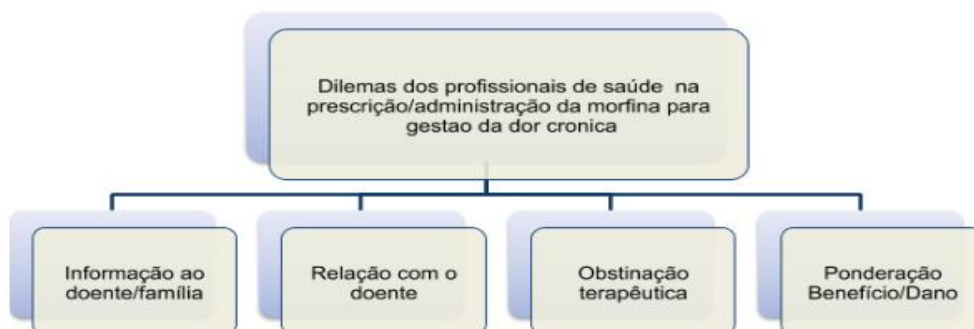 Dilemas dos profissionais de saúde na
prescrição/administração da morfina para
gestao da dor cronica
Informação ao
doente/família
Relação com o
doente
Obstinação
terapêutica
Ponderação
Benefício/Dano